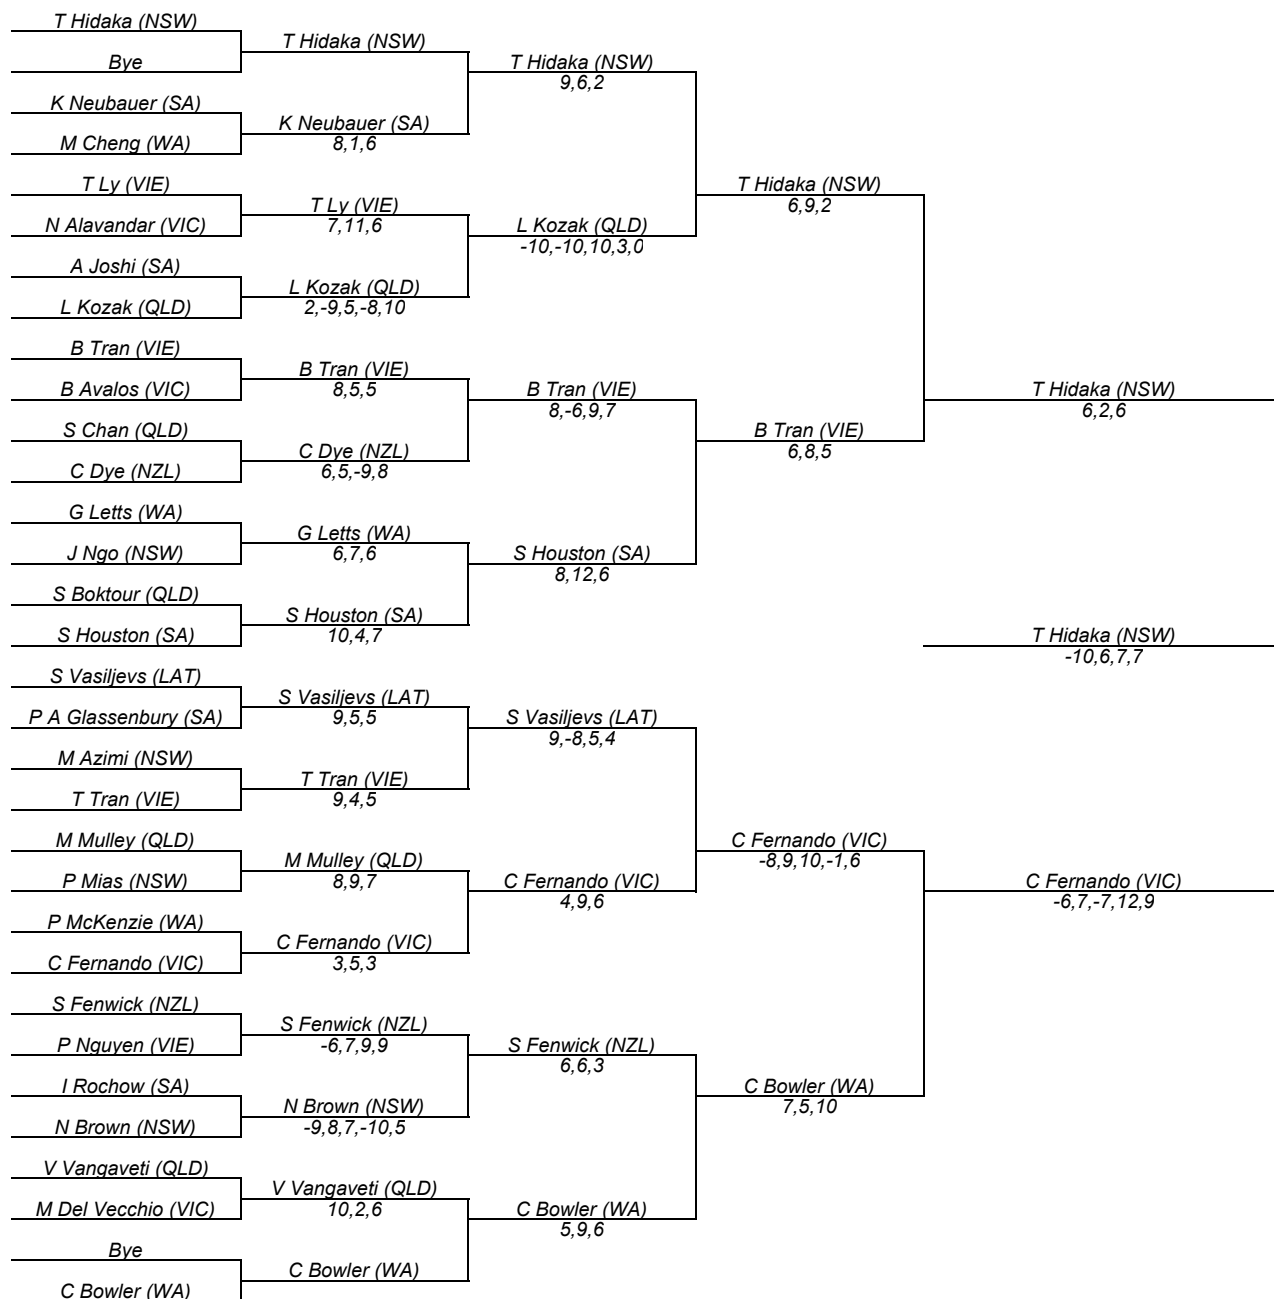 T Hidaka (NSW)
Bye
K Neubauer (SA)
M Cheng (WA)
T Ly (VIE)
N Alavandar (VIC)
A Joshi (SA)
L Kozak (QLD)
B Tran (VIE)
B Avalos (VIC)
S Chan (QLD)
C Dye (NZL)
G Letts (WA)
J Ngo (NSW)
S Boktour (QLD)
S Houston (SA)
S Vasiljevs (LAT)
P A Glassenbury (SA)
M Azimi (NSW)
T Tran (VIE)
M Mulley (QLD)
P Mias (NSW)
P McKenzie (WA)
C Fernando (VIC)
S Fenwick (NZL)
P Nguyen (VIE)
I Rochow (SA)
N Brown (NSW)
V Vangaveti (QLD)
M Del Vecchio (VIC)
Bye
C Bowler (WA)
T Hidaka (NSW)
K Neubauer (SA)
8,1,6
T Ly (VIE)
7,11,6
L Kozak (QLD)
2,-9,5,-8,10
B Tran (VIE)
8,5,5
C Dye (NZL)
6,5,-9,8
G Letts (WA)
6,7,6
S Houston (SA)
10,4,7
S Vasiljevs (LAT)
9,5,5
T Tran (VIE)
9,4,5
M Mulley (QLD)
8,9,7
C Fernando (VIC)
3,5,3
S Fenwick (NZL)
-6,7,9,9
N Brown (NSW)
-9,8,7,-10,5
V Vangaveti (QLD)
10,2,6
C Bowler (WA)
T Hidaka (NSW)
9,6,2
L Kozak (QLD)
-10,-10,10,3,0
B Tran (VIE)
8,-6,9,7
S Houston (SA)
8,12,6
S Vasiljevs (LAT)
9,-8,5,4
C Fernando (VIC)
4,9,6
S Fenwick (NZL)
6,6,3
C Bowler (WA)
5,9,6
T Hidaka (NSW)
6,9,2
B Tran (VIE)
6,8,5
C Fernando (VIC)
-8,9,10,-1,6
C Bowler (WA)
7,5,10
T Hidaka (NSW)
6,2,6
T Hidaka (NSW)
-10,6,7,7
C Fernando (VIC)
-6,7,-7,12,9